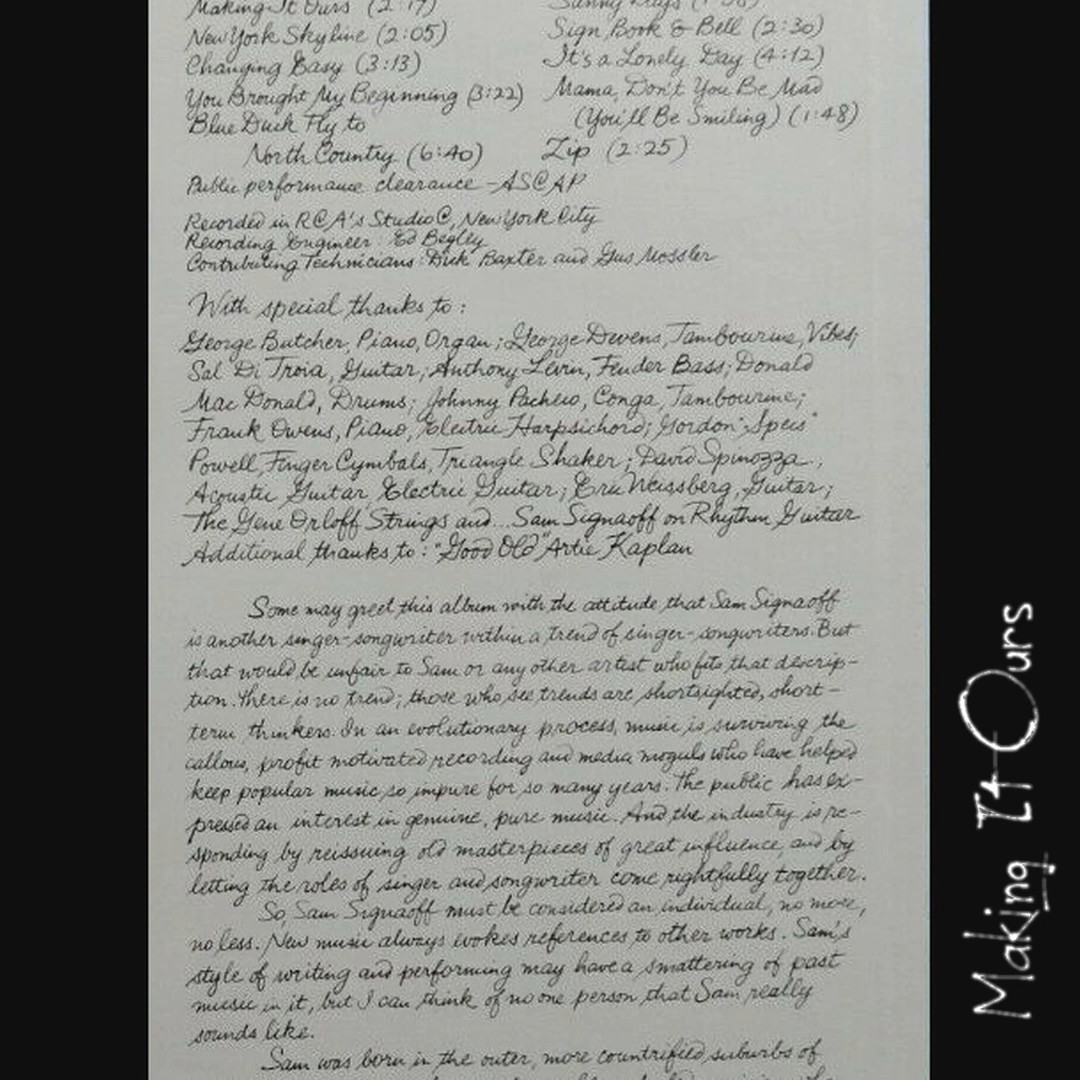 Making It Ours (2:17)
New York Skyline (2:05)
Changing Easy (3:13)
You Brought My Beginning (3:22)
Blue Duck Fly to
North Country (6:40)
Sunny Days
Sign Book & Bell (2:30)
It's a Lonely Day (4:12)
Mama, Don't You Be Mad
(You'll Be Smiling) (1:48)
Zip (2:25)
Public performance clearance - ASCAP
Recorded in RCA's Studio C, New York City
Recording Engineer: Ed Begley
Contributing Technicians: Dick Baxter and Gus Mossler
With special thanks to:
George Butcher, Piano, Organ; George Devens, Tambourine, Vibes;
Sal Di Troia, Guitar; Anthony Levin, Fender Bass; Donald
Mac Donald, Drums; Johnny Pacheco, Conga, Tambourine;
Frank Owens, Piano, Electric Harpsichord; Gordon "Specs"
Powell, Finger Cymbals, Triangle Shaker; David Spinozza,
Acoustic Guitar, Electric Guitar; Eric Weissberg, Guitar;
The Gene Orloff Strings and... Sam Signaoff on Rhythm Guitar
Additional thanks to: "Good Old" Artie Kaplan
Some may greet this album with the attitude that Sam Signaoff
is another singer-songwriter within a trend of singer-songwriters. But
that would be unfair to Sam or any other artist who fits that descrip-
tion. There is no trend; those who see trends are shortsighted, short-
term thinkers. In an evolutionary process, music is surviving the
callous, profit motivated recording and media moguls who have helped
keep popular music so impure for so many years. The public has ex-
pressed an interest in genuine, pure music. And the industry is re-
sponding by reissuing old masterpieces of great influence, and by
letting the roles of singer and songwriter come rightfully together.
So, Sam Signaoff must be considered an individual, no more,
no less. New music always evokes references to other works. Sam's
style of writing and performing may have a smattering of past
music in it, but I can think of no one person that Sam really
sounds like.
Sam was born in the outer, more countrified suburbs of
Making It Ours